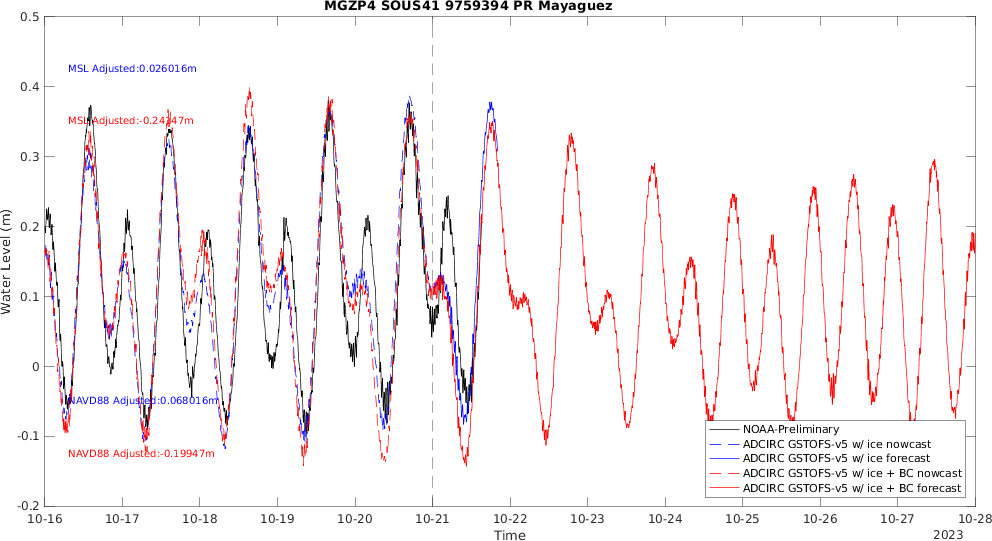 MGZP4 SOUS41 9759394 PR Mayaguez
0.5
0.4
0.3
0.2
0.1
0
-0.1
-0.2
Water Level (m)
MSL Adjusted:0.026016m
MSL Adjusted:-0.24347m
NAVD88 Adjusted:0.068016m
NAVD88 Adjusted:-0.19947m
NOAA-Preliminary
ADCIRC GSTOFS-v5 w/ ice nowcast
ADCIRC GSTOFS-v5 w/ ice forecast
ADCIRC GSTOFS-v5 w/ ice + BC nowcast
ADCIRC GSTOFS-v5 w/ ice + BC forecast
10-16 10-17 10-18 10-19 10-20 10-21 10-22 10-23 10-24 10-25 10-26 10-27 10-28
Time
2023